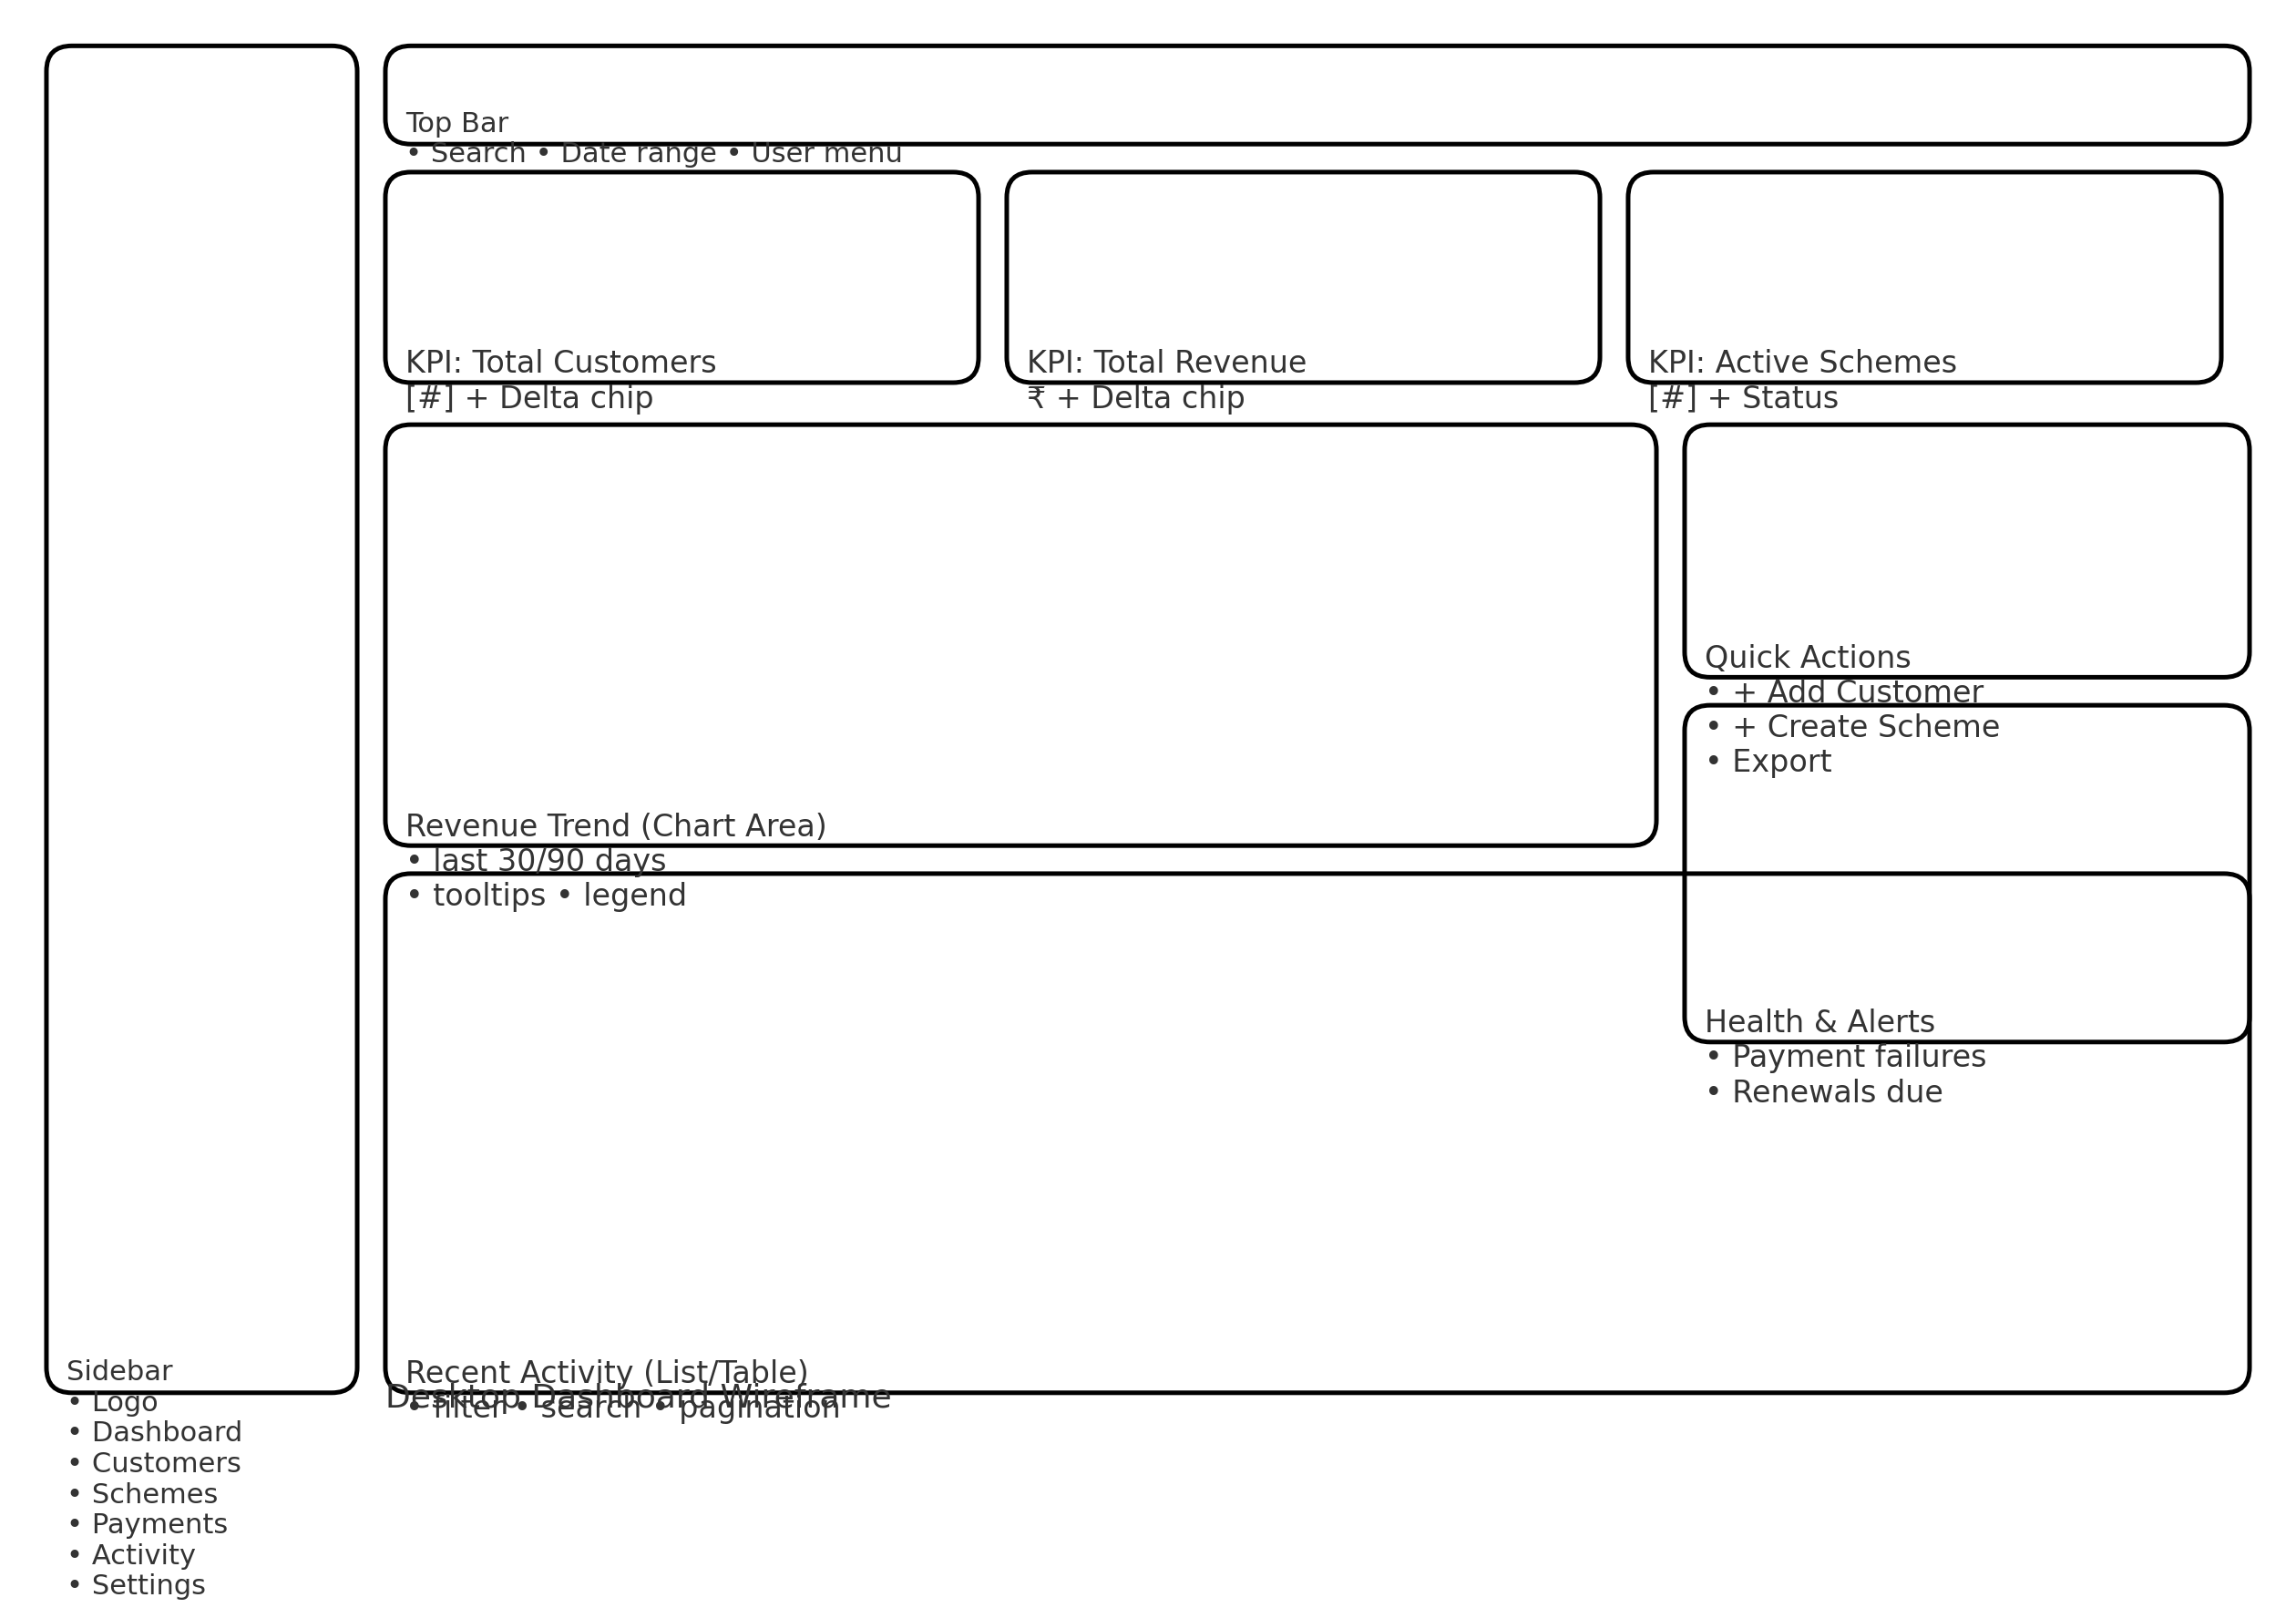 Top Bar
• Search • Date range • User menu
KPI: Total Customers
[#] + Delta chip
KPI: Total Revenue
₹ + Delta chip
KPI: Active Schemes
[#] + Status
Quick Actions
• + Add Customer
• + Create Scheme
• Export
Revenue Trend (Chart Area)
• last 30/90 days
• tooltips • legend
Health & Alerts
• Payment failures
• Renewals due
Recent Activity (List/Table)
• filter • search • pagination
Desktop Dashboard Wireframe
Sidebar
• Logo
• Dashboard
• Customers
• Schemes
• Payments
• Activity
• Settings